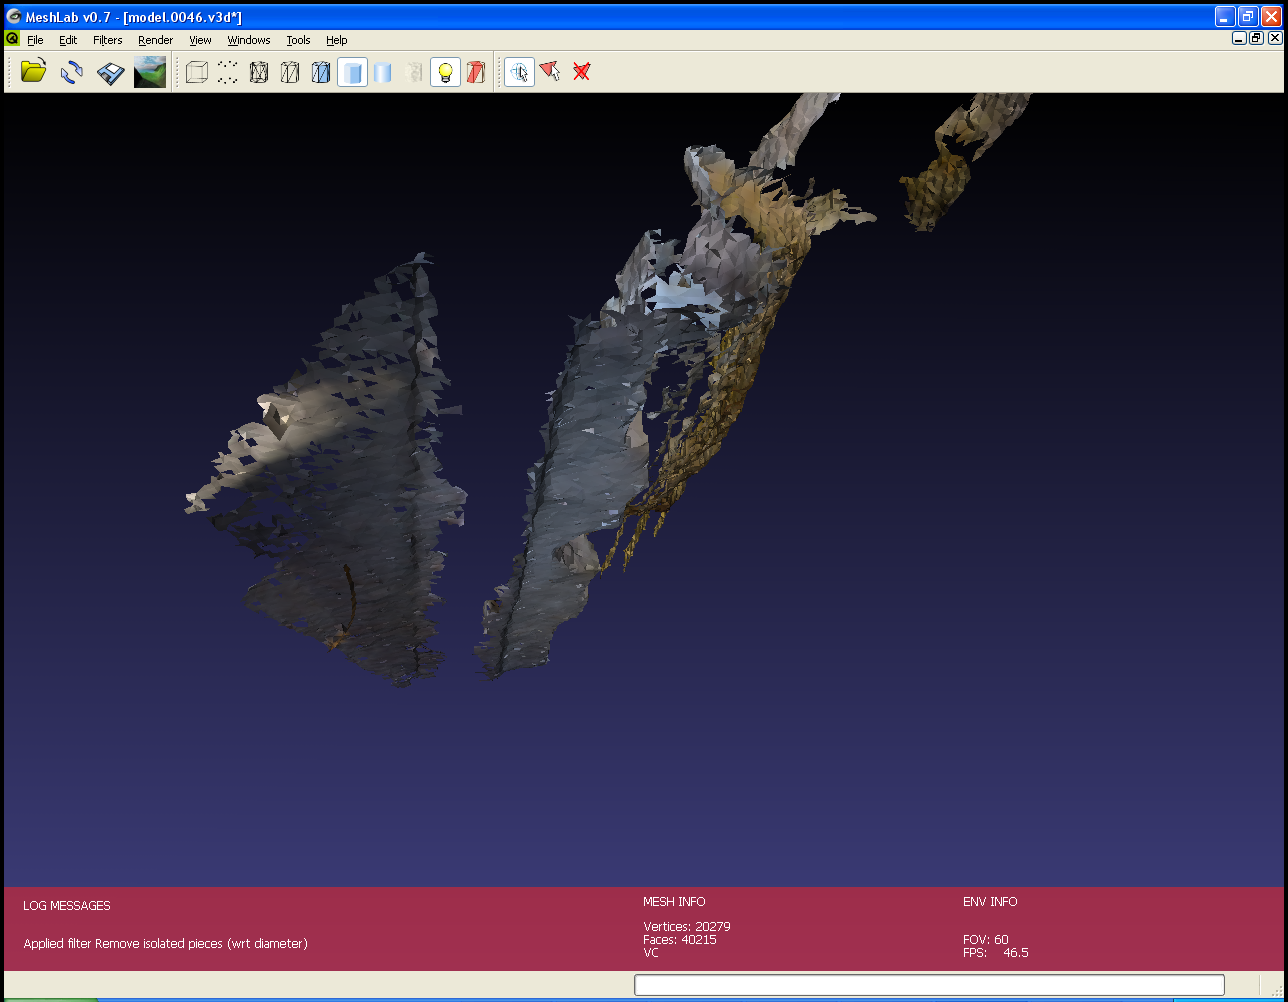 MeshLab v0.7 - [model.0046.v3d*]
File Edit Filters Render View Windows Tools Help
LOG MESSAGES
Applied filter Remove isolated pieces (wrt diameter)
MESH INFO
Vertices: 20279
Faces: 40215
VC
ENV INFO
FOV: 60
FPS: 46.5